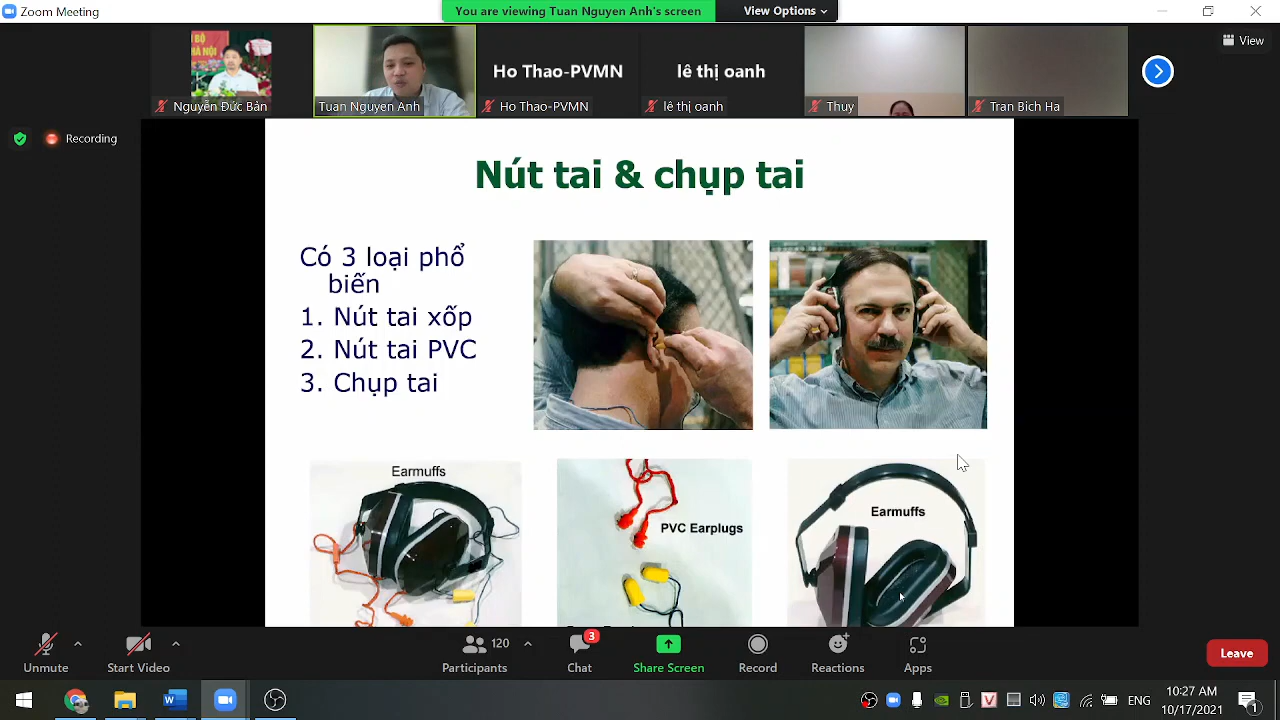 Zoom Meeting
You are viewing Tuan Nguyen Anh's screen
View Options
BỘ
HÀ NỘI
Nguyễn Đức Bản
Tuan Nguyen Anh
Ho Thao-PVMN
Ho Thao-PVMN
lê thị oanh
lê thị oanh
Thuy
Tran Bich Ha
View
Recording
Nút tai & chụp tai
Có 3 loại phổ
biến
1. Nút tai xốp
2. Nút tai PVC
3. Chụp tai
Earmuffs
PVC Earplugs
Earmuffs
Unmute
Start Video
120
Participants
3
Chat
Share Screen
Record
Reactions
Apps
Leave
ENG
10:27 AM
10/17/2021
1